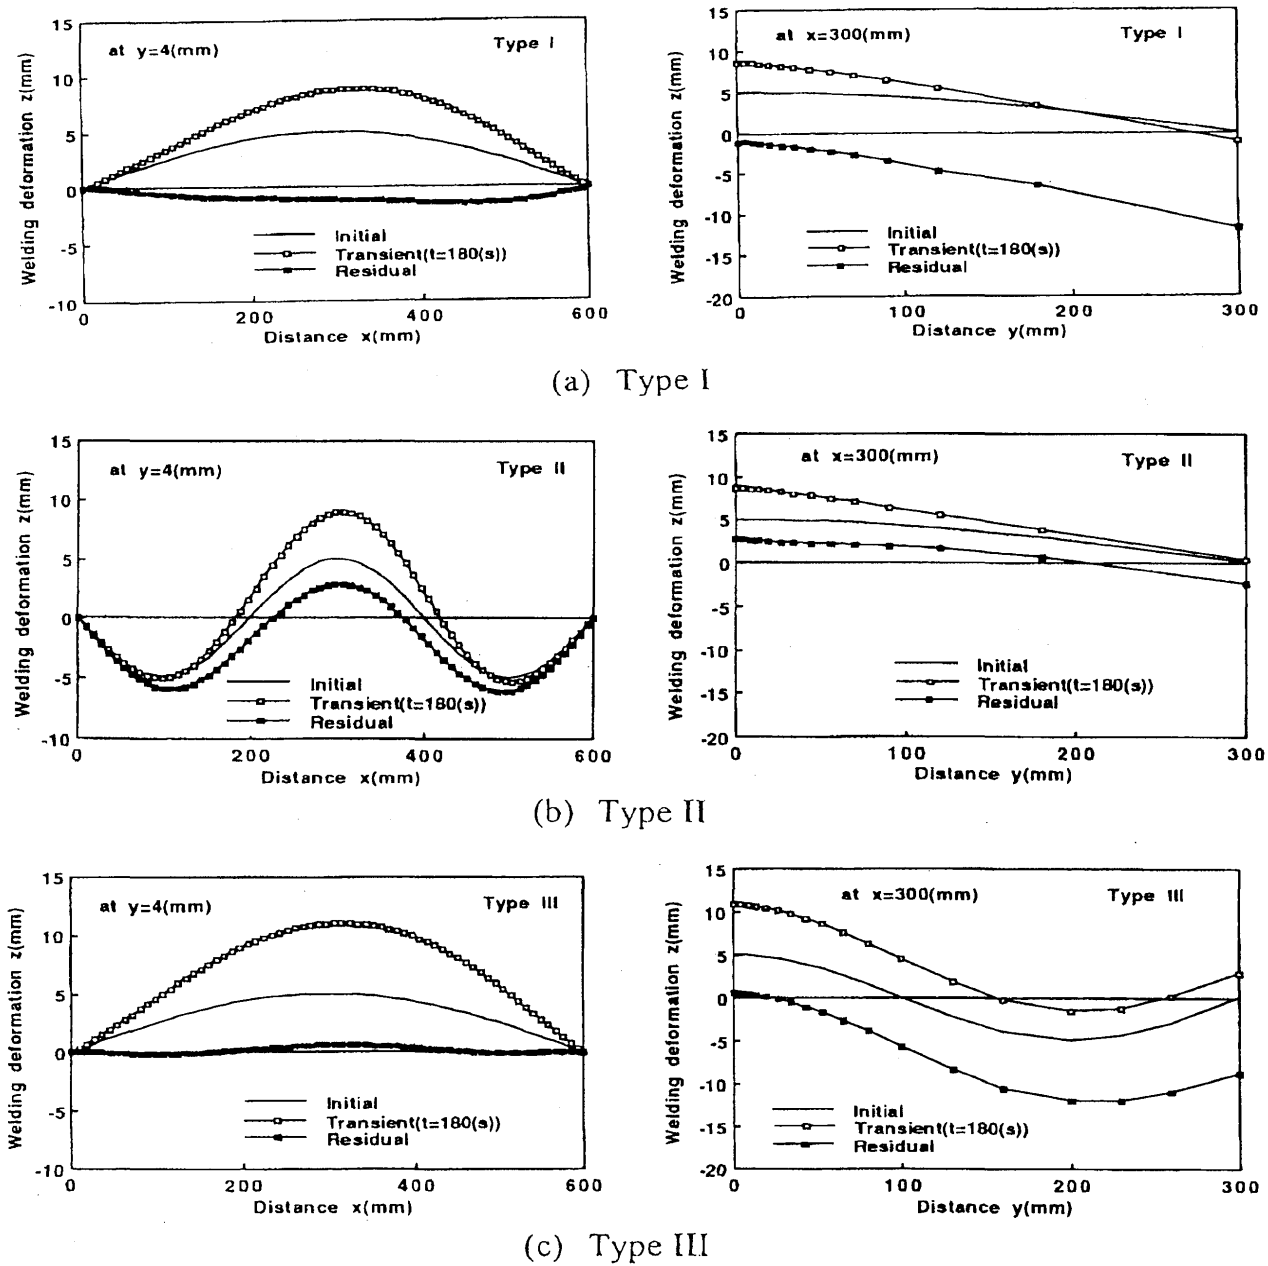 at y=4(mm)
Type I
Welding deformation z(mm)
15
10
5
0
-5
-10
Initial
Transient(t=180(s))
Residual
0
200
400
600
Distance x(mm)
at x=300(mm)
Type I
Welding deformation z(mm)
15
10
5
0
-5
-10
-15
-20
Initial
Transient(t=180(s))
Residual
0
100
200
300
Distance y(mm)
(a) Type I
at y=4(mm)
Type II
Welding deformation z(mm)
15
10
5
0
-5
-10
Initial
Transient(t=180(s))
Residual
0
200
400
600
Distance x(mm)
at x=300(mm)
Type II
Welding deformation z(mm)
15
10
5
0
-5
-10
-15
-20
Initial
Transient(t=180(s))
Residual
0
100
200
300
Distance y(mm)
(b) Type II
at y=4(mm)
Type III
Welding deformation z(mm)
15
10
5
0
-5
-10
Initial
Transient(t=180(s))
Residual
0
200
400
600
Distance x(mm)
at x=300(mm)
Type III
Welding deformation z(mm)
15
10
5
0
-5
-10
-15
-20
Initial
Transient(t=180(s))
Residual
0
100
200
300
Distance y(mm)
(c) Type III